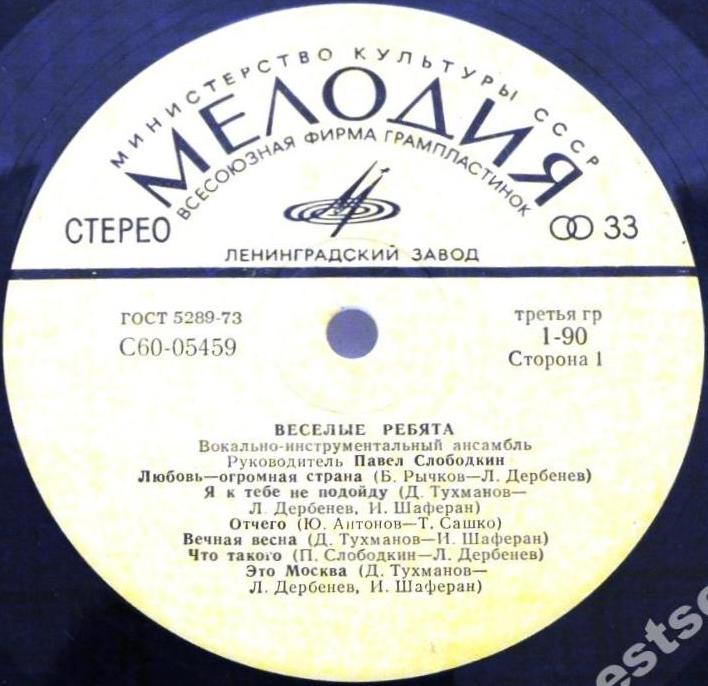 МИНИСТЕРСТВО КУЛЬТУРЫ СССР
МЕЛОДИЯ
ВСЕСОЮЗНАЯ ФИРМА ГРАМПЛАСТИНОК
СТЕРЕО
33
ЛЕНИНГРАДСКИЙ ЗАВОД
ГОСТ 5289-73
С60-05459
третья гр
1-90
Сторона 1
ВЕСЕЛЫЕ РЕБЯТА
Вокально-инструментальный ансамбль
Руководитель Павел Слободкин
Любовь—огромная страна (Б. Рычков—Л. Дербенев)
Я к тебе не подойду (Д. Тухманов—
Л. Дербенев, И. Шаферан)
Отчего (Ю. Антонов—Т. Сашко)
Вечная весна (Д. Тухманов—И. Шаферан)
Что такого (П. Слободкин—Л. Дербенев)
Это Москва (Д. Тухманов—
Л. Дербенев, И. Шаферан)